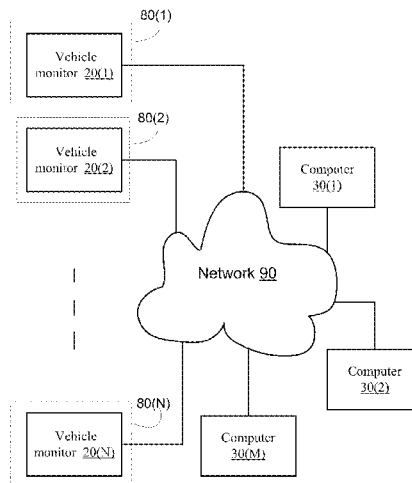 80(1)
Vehicle
monitor 20(1)
80(2)
Vehicle
monitor 20(2)
Computer
30(1)
Network 90
Computer
30(2)
80(N)
Vehicle
monitor 20(N)
Computer
30(M)